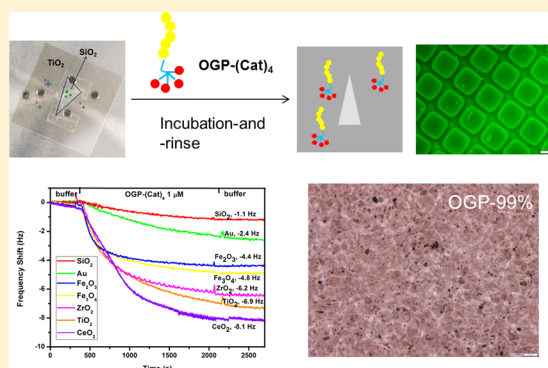 SiO₂
TiO₂
OGP-(Cat)4
Incubation-and
-rinse
buffer OGP-(Cat)₄ 1 μM buffer
SiO₂, -1.1 Hz
Au, -2.4 Hz
Fe₂O₃, -4.4 Hz
Fe₃O₄, -4.8 Hz
ZrO₂, -6.2 Hz
TiO₂, -6.9 Hz
CeO₂, -8.1 Hz
SiO₂
Au
Fe₂O₃
Fe₃O₄
ZrO₂
TiO₂
CeO₂
Frequency Shift (Hz)
0
-2
-4
-6
-8
-10
0 500 1000 1500 2000 2500
Time (s)
OGP-99%